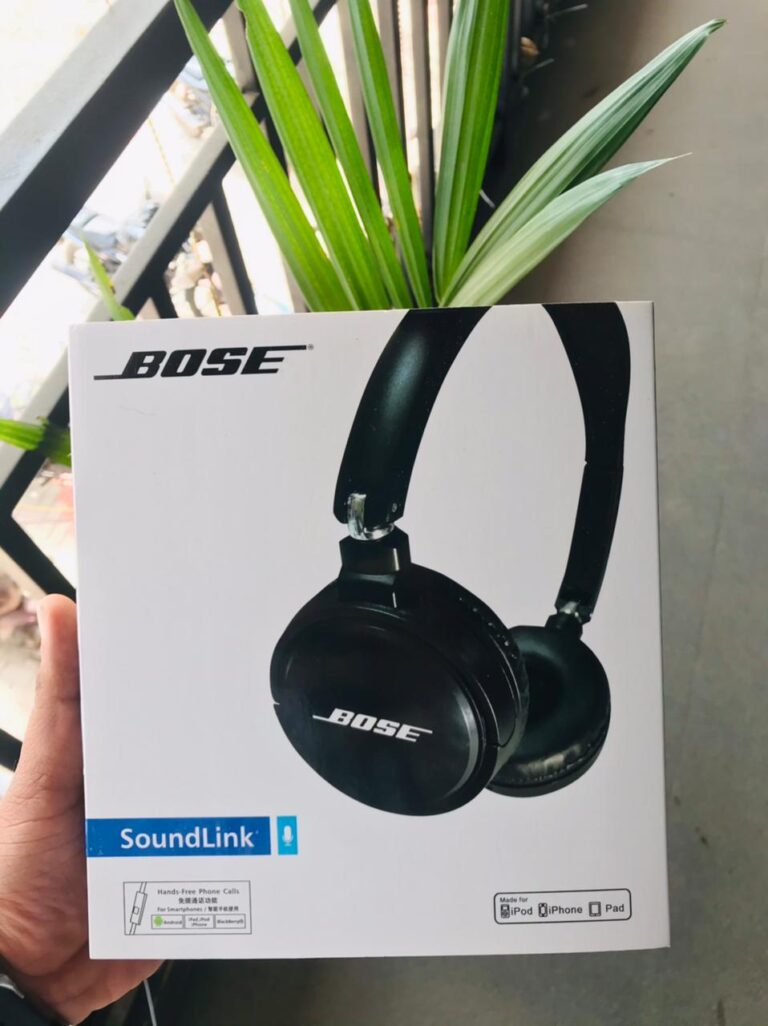 BOSE®
BOSE
SoundLink
Hands-Free Phone Calls
免提通话功能
For Smartphones / 智能手机使用
Android
iPad, iPod
iPhone
BlackBerry
Made for
iPod iPhone Pad